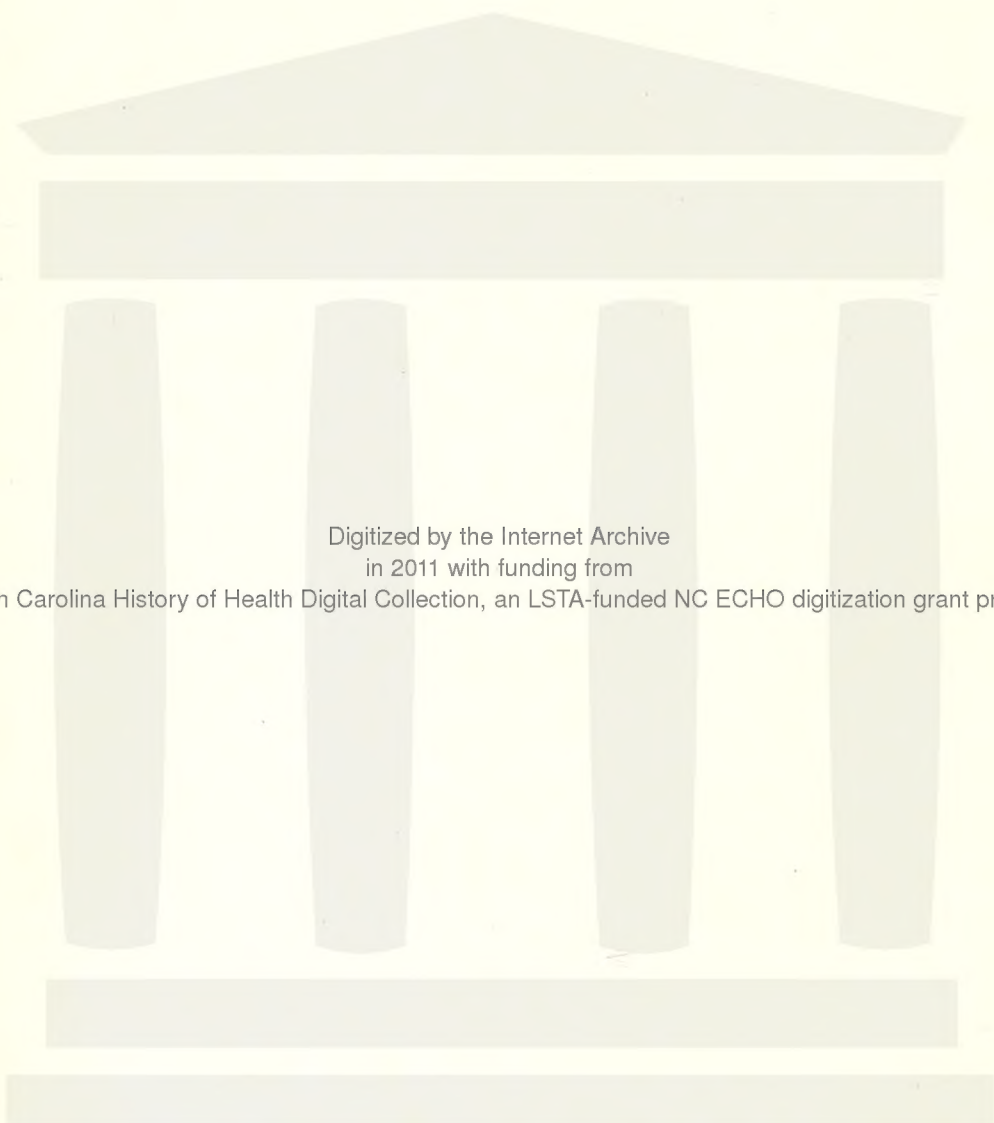 Digitized by the Internet Archive
in 2011 with funding from
n Carolina History of Health Digital Collection, an LSTA-funded NC ECHO digitization grant pr